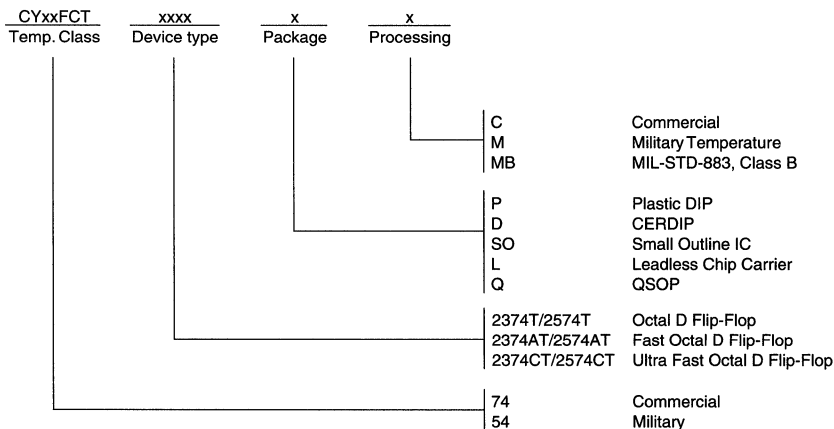 CYxxFCT xxxx x x
Temp. Class Device type Package Processing
C Commercial
M Military Temperature
MB MIL-STD-883, Class B
P Plastic DIP
D CERDIP
SO Small Outline IC
L Leadless Chip Carrier
Q QSOP
2374T/2574T Octal D Flip-Flop
2374AT/2574AT Fast Octal D Flip-Flop
2374CT/2574CT Ultra Fast Octal D Flip-Flop
74 Commercial
54 Military